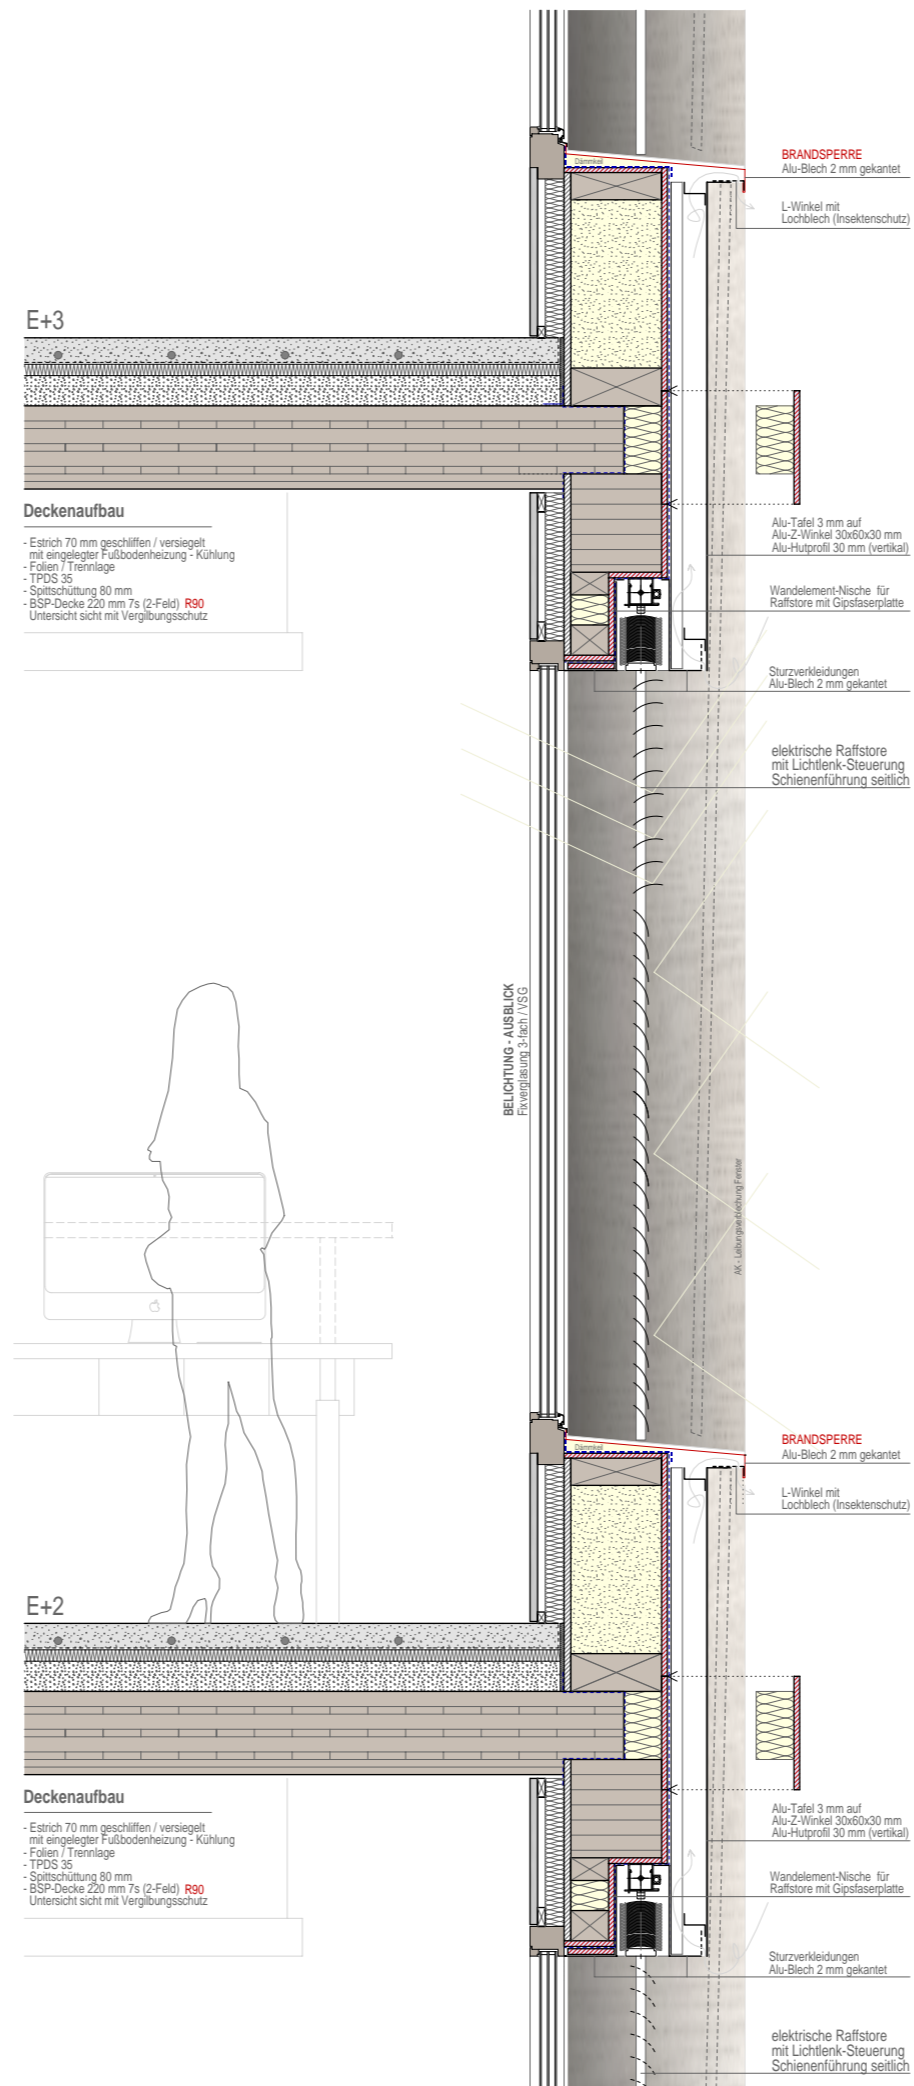 Dämmkeil
BRANDSPERRE
Alu-Blech 2 mm gekantet
L-Winkel mit
Lochblech (Insektenschutz)
E+3
Deckenaufbau
- Estrich 70 mm geschliffen / versiegelt
mit eingelegter Fußbodenheizung - Kühlung
- Folien / Trennlage
- TPDS 35
- Splittschüttung 80 mm
- BSP-Decke 220 mm 7s (2-Feld) R90
Untersicht sicht mit Vergilbungsschutz
Alu-Tafel 3 mm auf
Alu-Z-Winkel 30x60x30 mm
Alu-Hutprofil 30 mm (vertikal)
Wandelement-Nische für
Raffstore mit Gipsfaserplatte
Sturzverkleidungen
Alu-Blech 2 mm gekantet
elektrische Raffstore
mit Lichtlenk-Steuerung
Schienenführung seitlich
BELICHTUNG - AUSBLICK
Fixverglasung 3-fach / VSG
AK - Leibungsverblechung Fenster
Dämmkeil
BRANDSPERRE
Alu-Blech 2 mm gekantet
L-Winkel mit
Lochblech (Insektenschutz)
E+2
Deckenaufbau
- Estrich 70 mm geschliffen / versiegelt
mit eingelegter Fußbodenheizung - Kühlung
- Folien / Trennlage
- TPDS 35
- Splittschüttung 80 mm
- BSP-Decke 220 mm 7s (2-Feld) R90
Untersicht sicht mit Vergilbungsschutz
Alu-Tafel 3 mm auf
Alu-Z-Winkel 30x60x30 mm
Alu-Hutprofil 30 mm (vertikal)
Wandelement-Nische für
Raffstore mit Gipsfaserplatte
Sturzverkleidungen
Alu-Blech 2 mm gekantet
elektrische Raffstore
mit Lichtlenk-Steuerung
Schienenführung seitlich